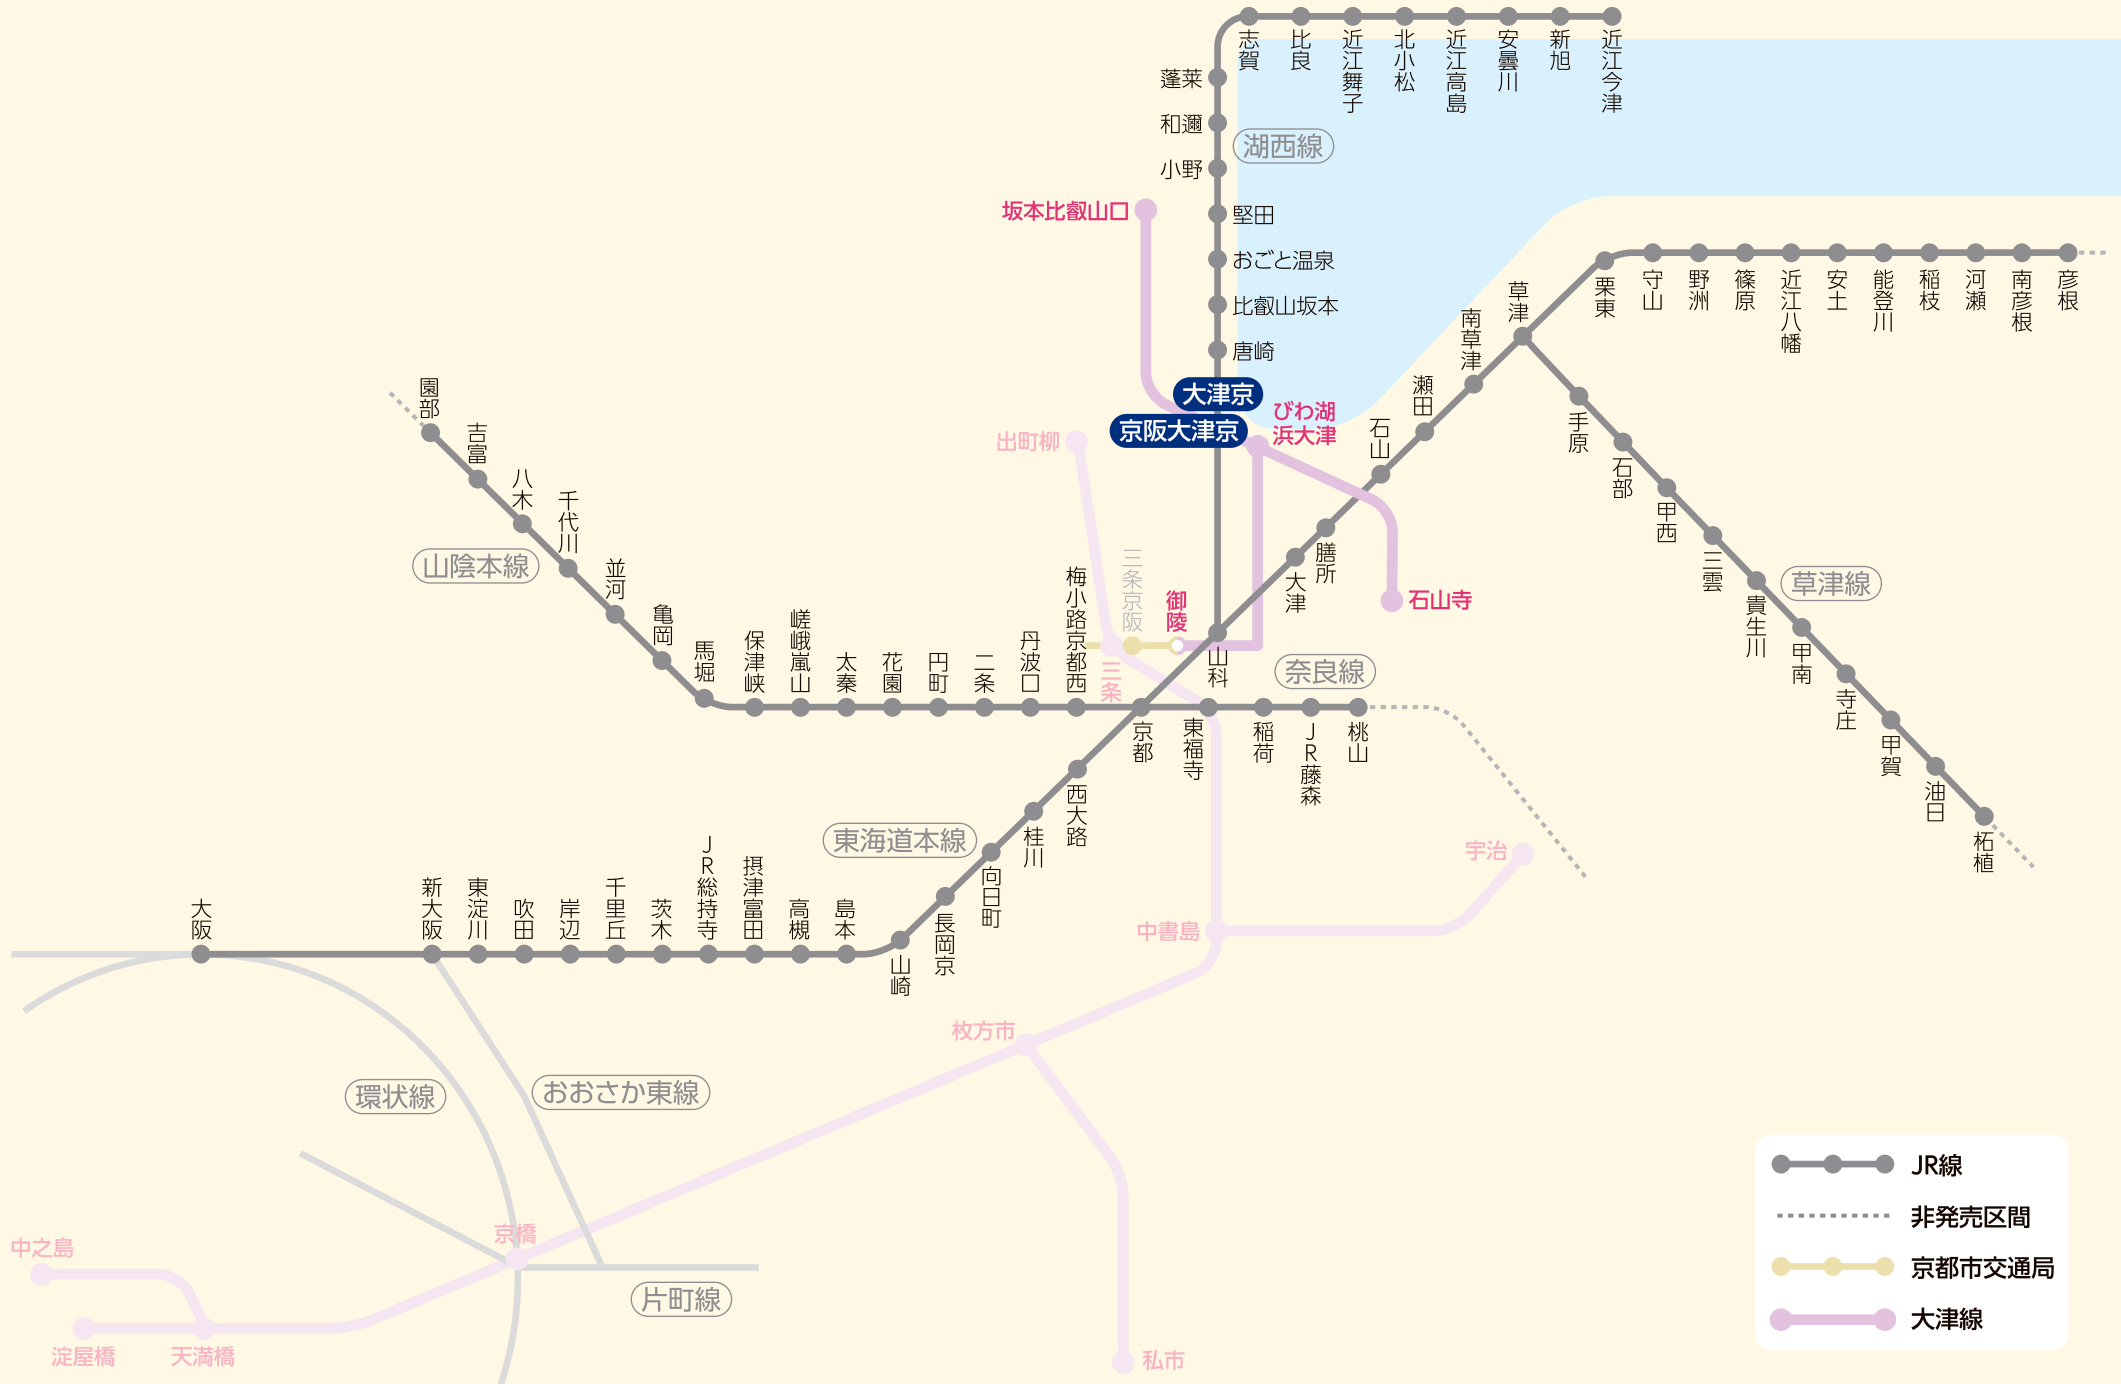 志賀
比良
近江舞子
北小松
近江高島
安曇川
新旭
近江今津
蓬莱
和邇
小野
湖西線
堅田
おごと温泉
比叡山坂本
唐崎
坂本比叡山口
大津京
京阪大津京
びわ湖
浜大津
出町柳
三条京阪
御陵
三条
石山寺
栗東
守山
野洲
篠原
近江八幡
安土
能登川
稲枝
河瀬
南彦根
彦根
草津
南草津
瀬田
石山
膳所
大津
山科
手原
石部
甲西
三雲
貴生川
甲南
寺庄
甲賀
油日
柘植
草津線
園部
吉富
八木
千代川
並河
亀岡
馬堀
保津峡
嵯峨嵐山
太秦
花園
円町
二条
丹波口
梅小路京都西
山陰本線
京都
東福寺
稲荷
JR藤森
桃山
奈良線
西大路
桂川
向日町
長岡京
山崎
東海道本線
島本
高槻
摂津富田
JR総持寺
茨木
千里丘
岸辺
吹田
東淀川
新大阪
大阪
宇治
中書島
枚方市
私市
環状線
おおさか東線
京橋
片町線
中之島
淀屋橋
天満橋
JR線
非発売区間
京都市交通局
大津線